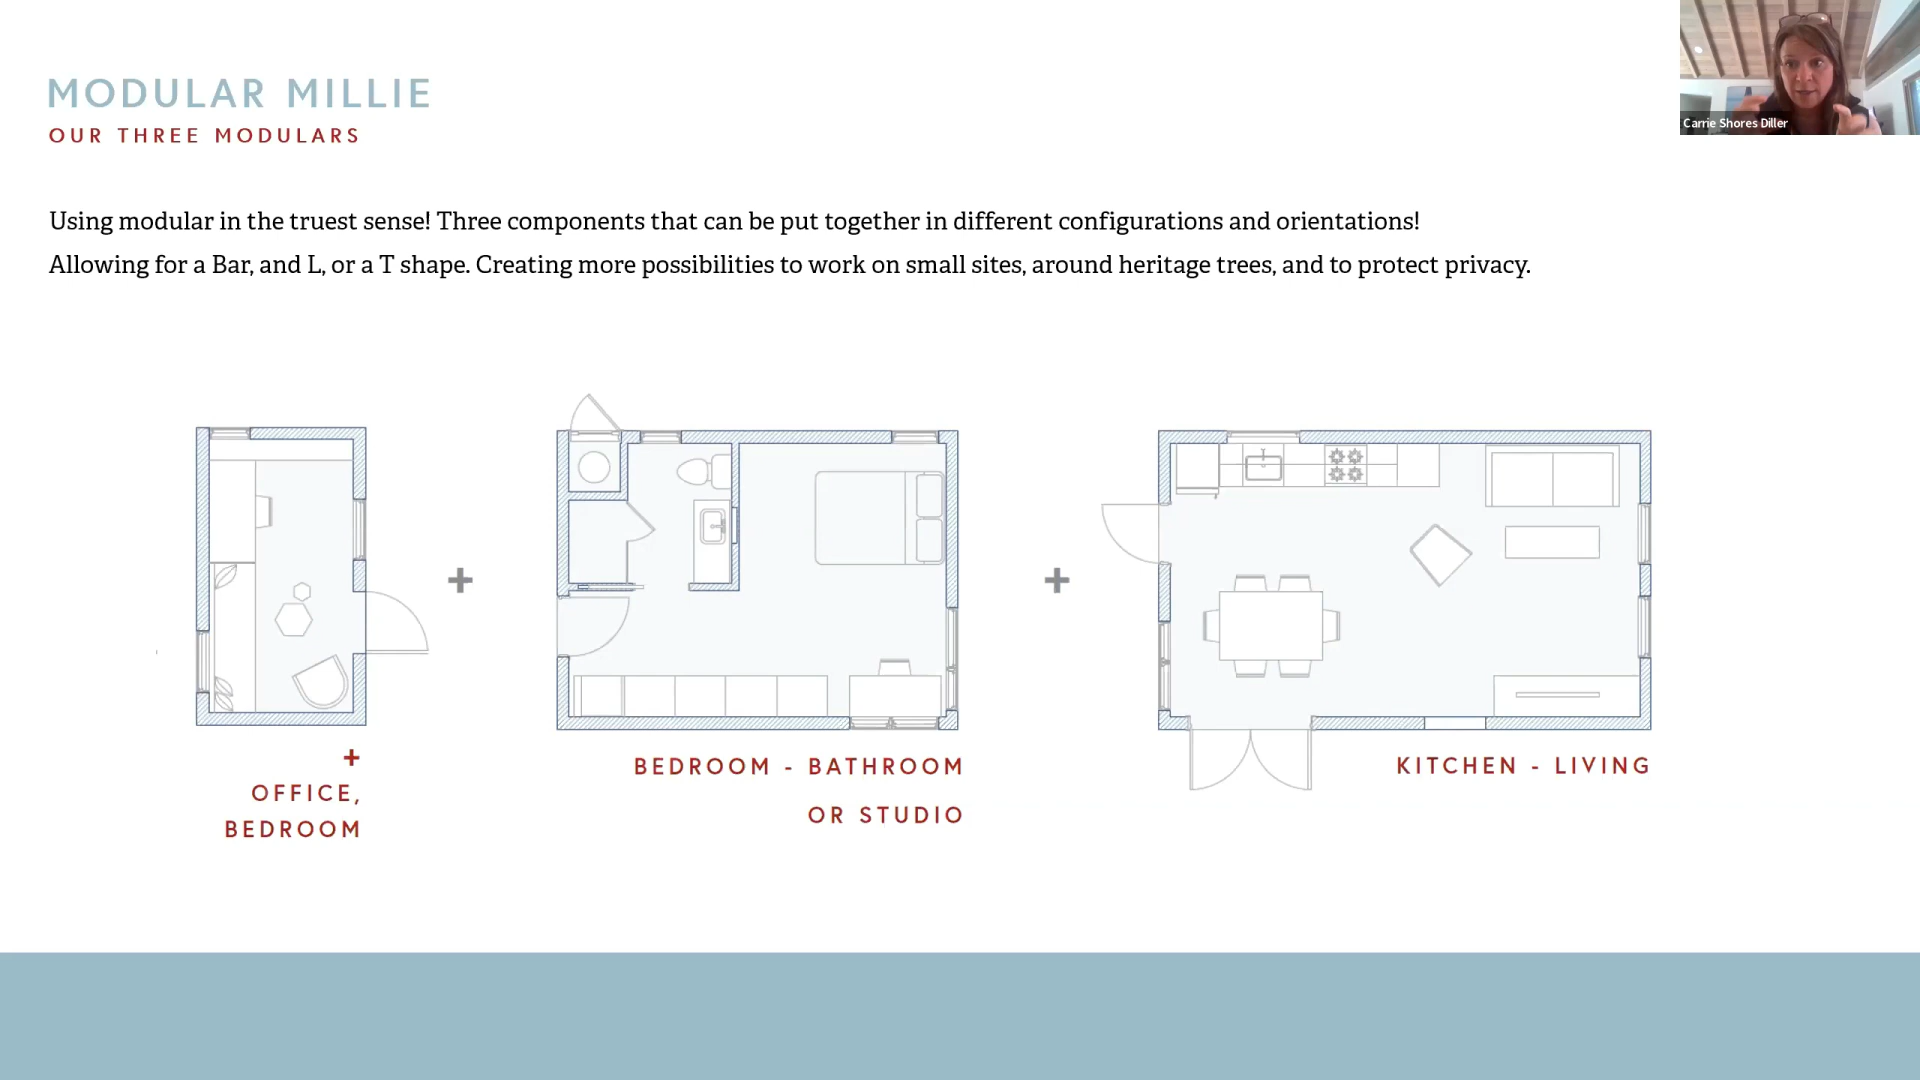 MODULAR MILLIE
OUR THREE MODULARS
Carrie Shores Diller
Using modular in the truest sense! Three components that can be put together in different configurations and orientations!
Allowing for a Bar, and L, or a T shape. Creating more possibilities to work on small sites, around heritage trees, and to protect privacy.
+
+
+
OFFICE,
BEDROOM
BEDROOM - BATHROOM
OR STUDIO
KITCHEN - LIVING